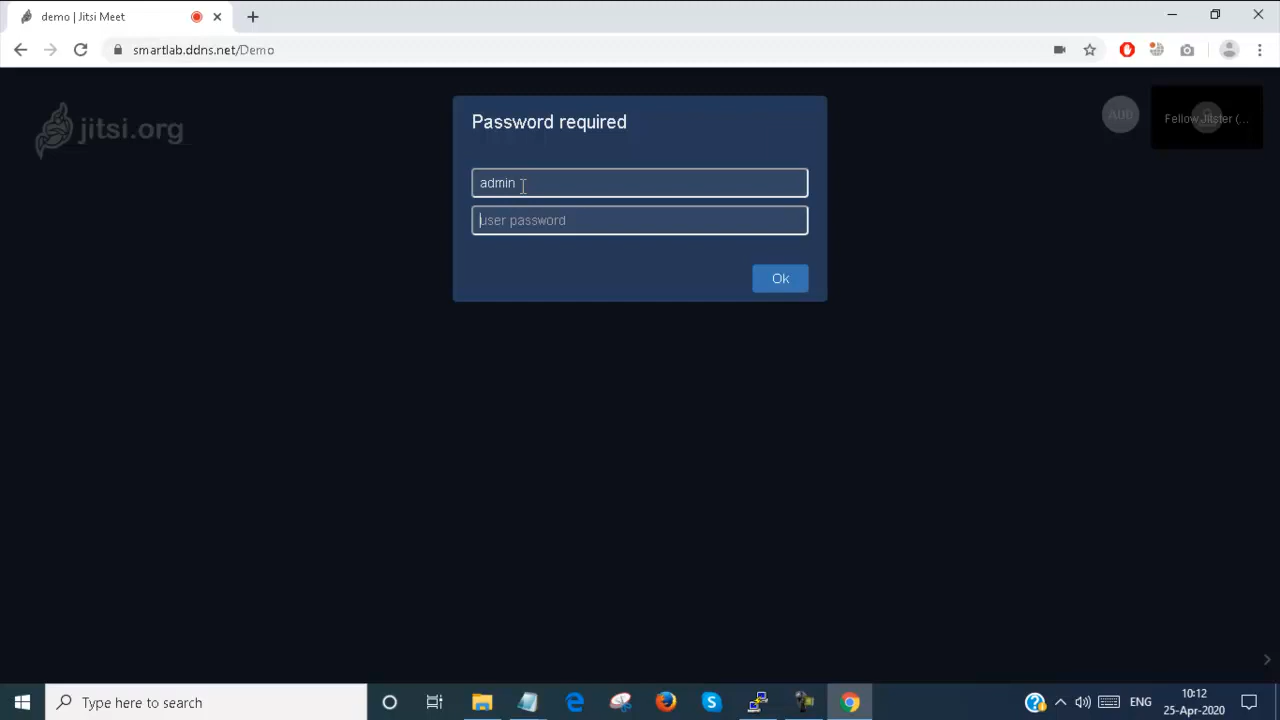 demo | Jitsi Meet
smartlab.ddns.net/Demo
jitsi.org
Password required
admin
user password
Ok
AUD
Fellow Jitster (...
Type here to search
ENG
10:12
25-Apr-2020